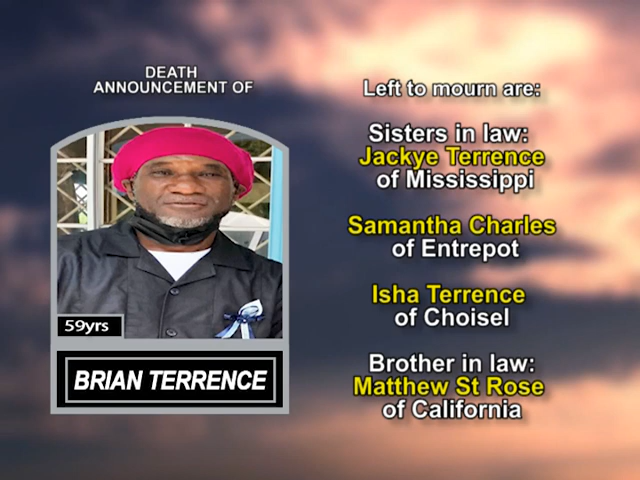 DEATH
ANNOUNCEMENT OF
59yrs
BRIAN TERRENCE
Left to mourn are:
Sisters in law:
Jackye Terrence
of Mississippi
Samantha Charles
of Entrepot
Isha Terrence
of Choisel
Brother in law:
Matthew St Rose
of California